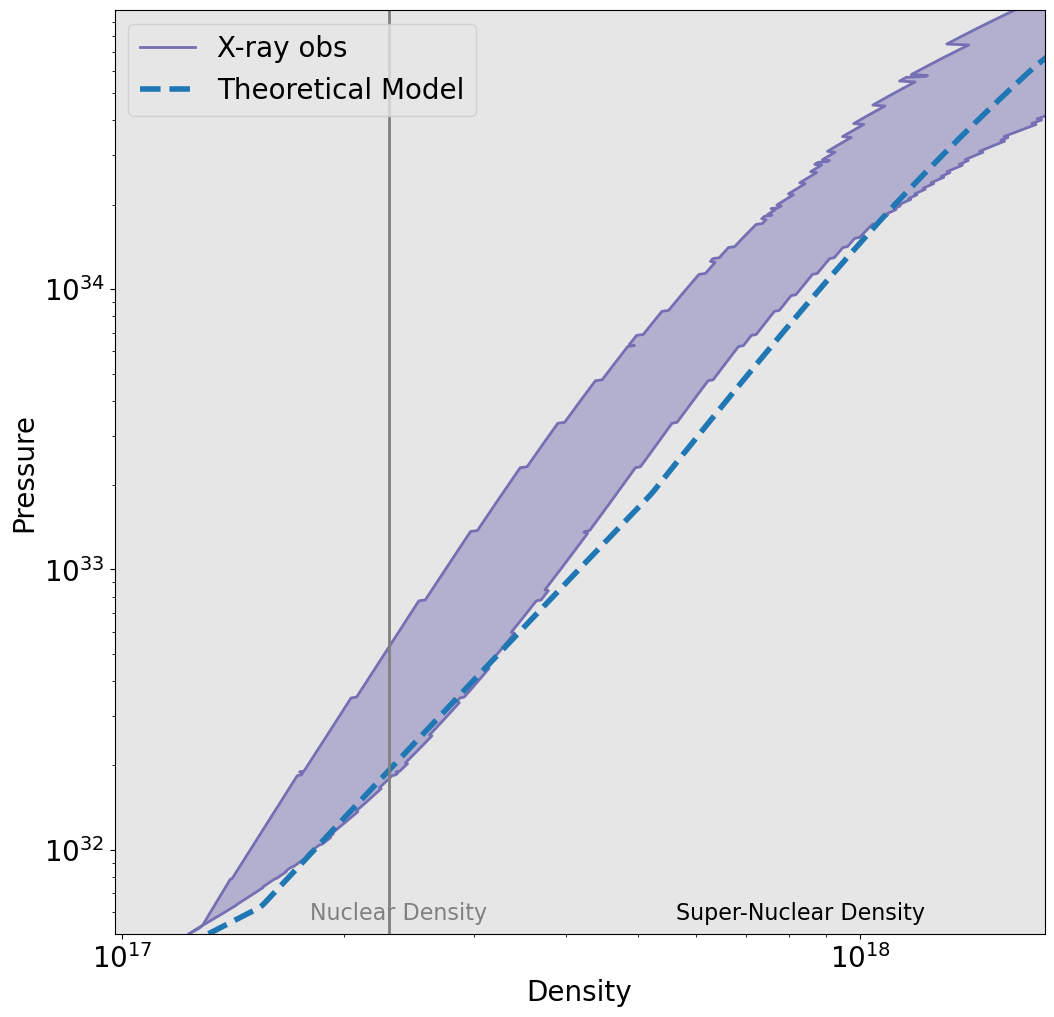 X-ray obs
Theoretical Model
10^34
10^33
10^32
Pressure
Nuclear Density
Super-Nuclear Density
10^17
10^18
Density